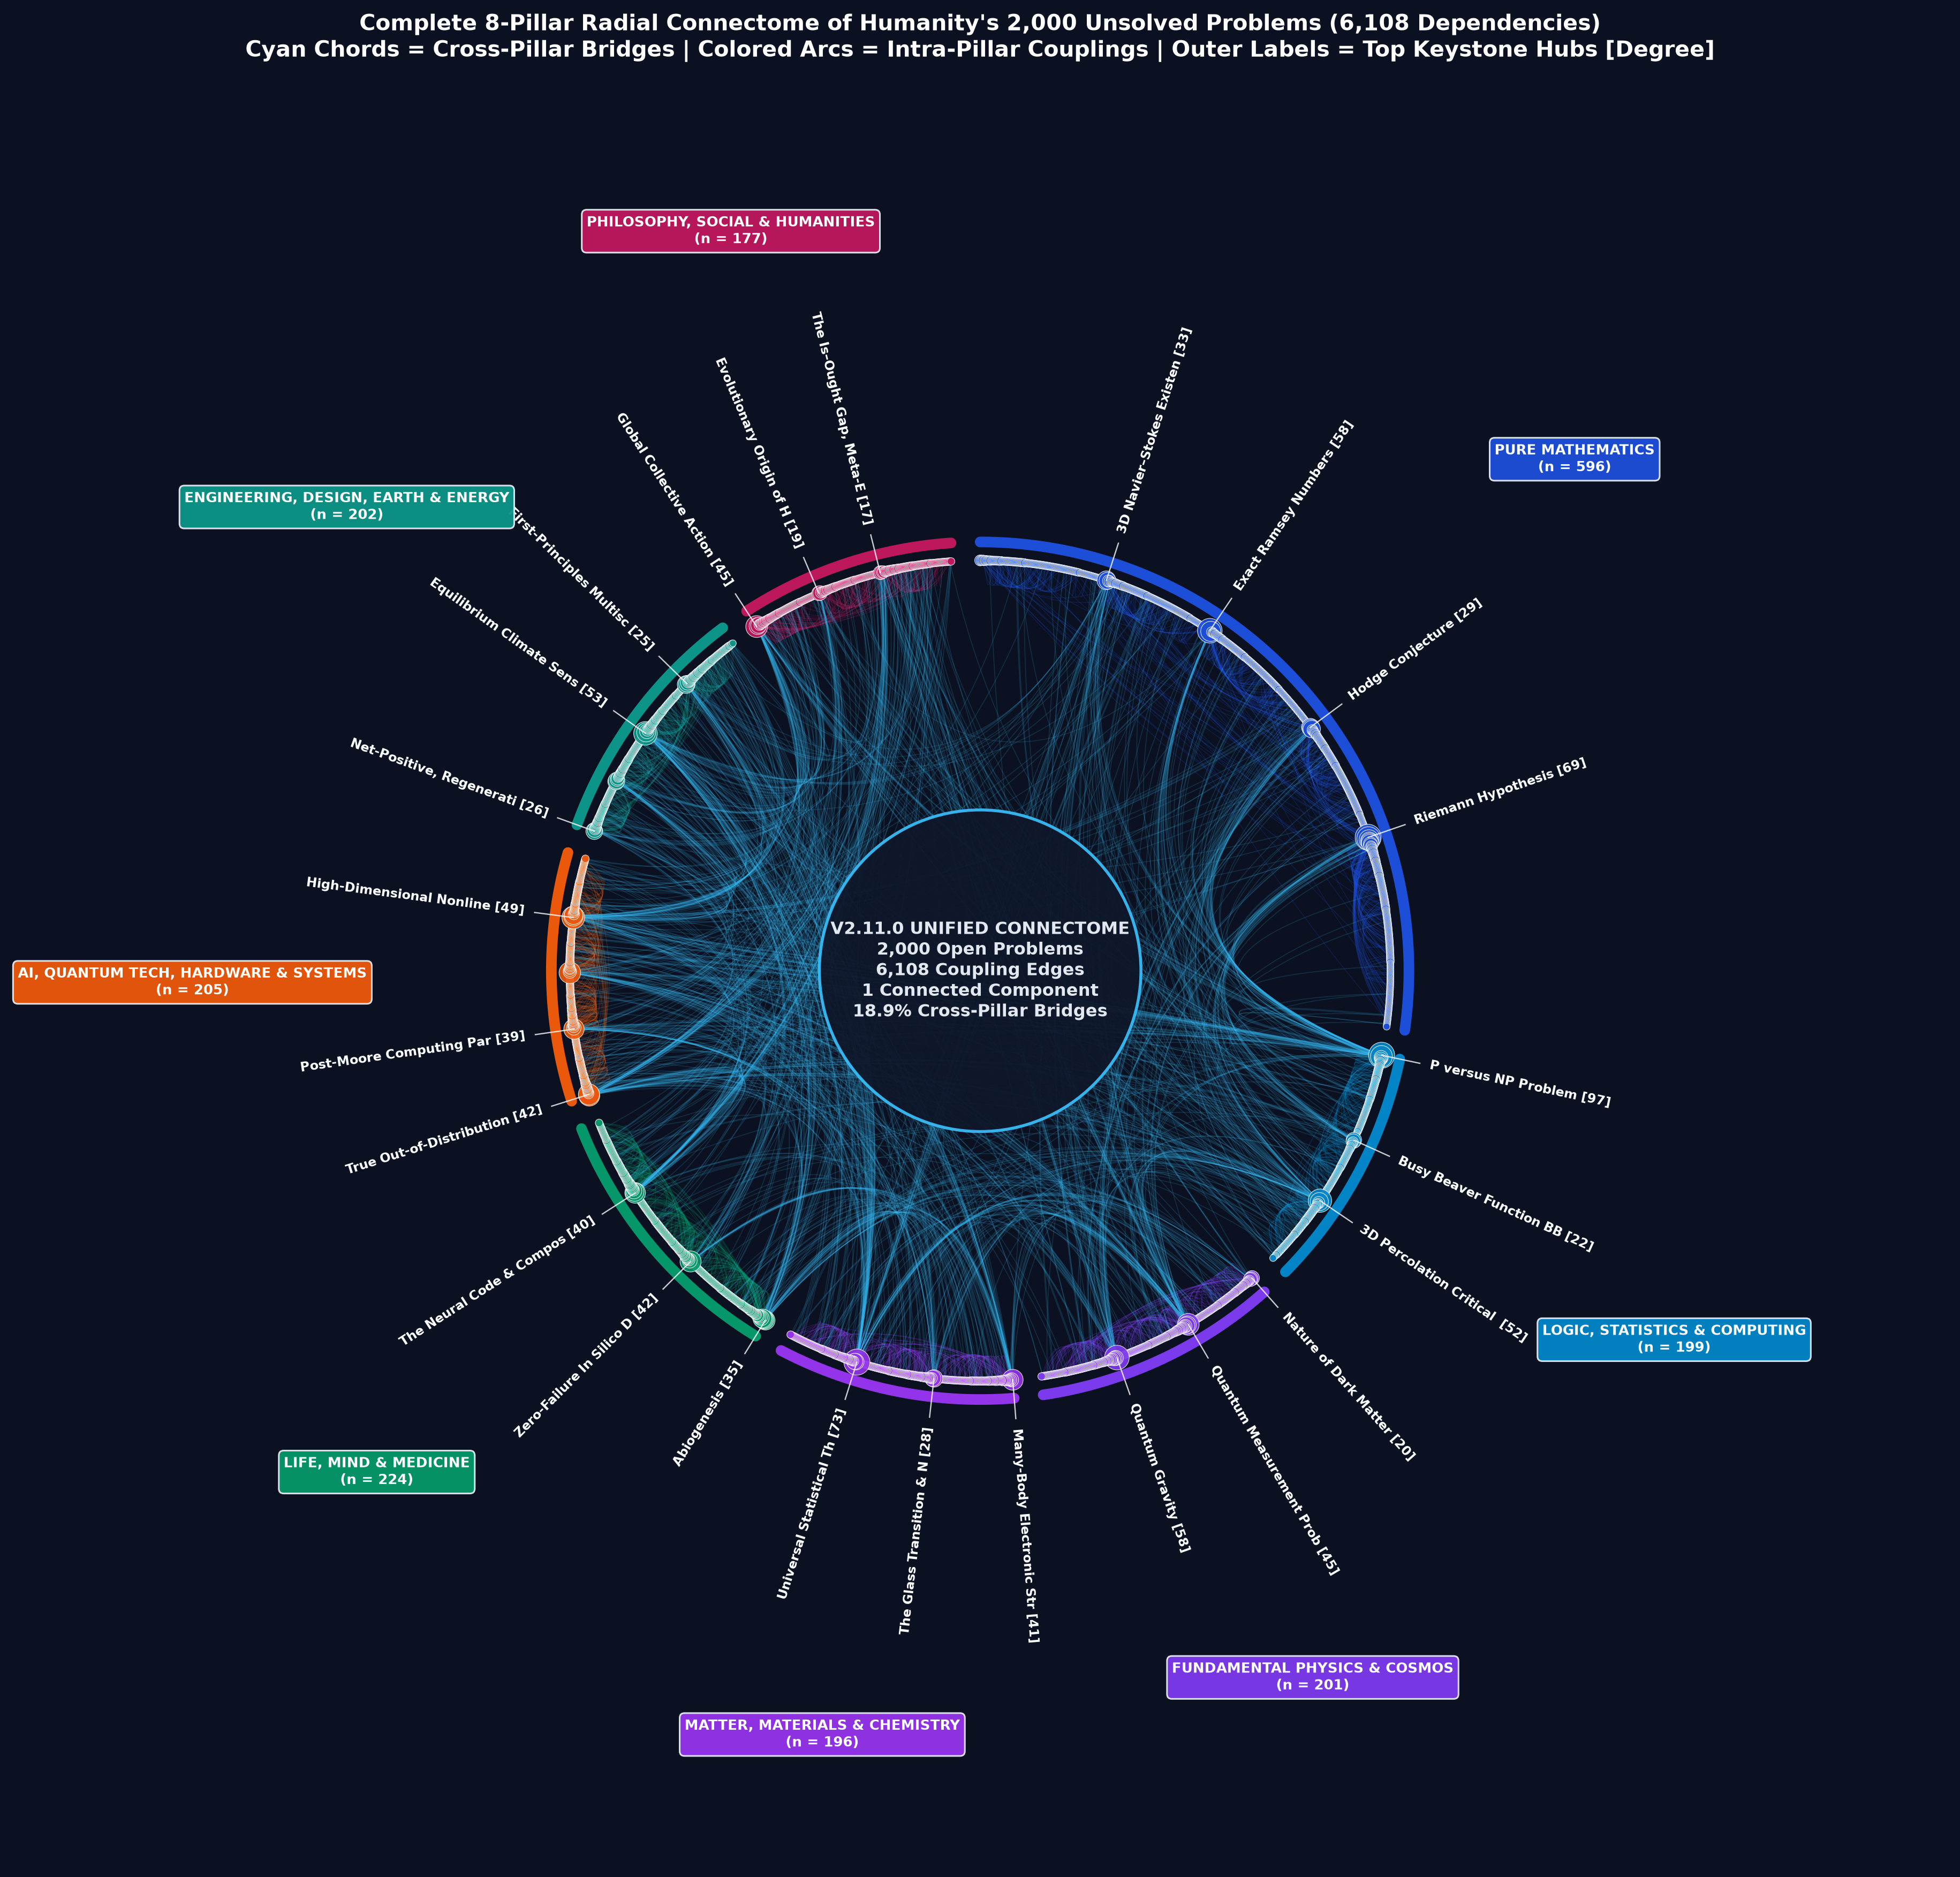 Complete 8-Pillar Radial Connectome of Humanity's 2,000 Unsolved Problems (6,108 Dependencies)
Cyan Chords = Cross-Pillar Bridges | Colored Arcs = Intra-Pillar Couplings | Outer Labels = Top Keystone Hubs [Degree]
PHILOSOPHY, SOCIAL & HUMANITIES
(n = 177)
The Is-Ought Gap, Meta-E [17]
Evolutionary Origin of H [19]
Global Collective Action [45]
3D Navier-Stokes Existen [33]
Exact Ramsey Numbers [58]
PURE MATHEMATICS
(n = 596)
Hodge Conjecture [29]
Riemann Hypothesis [69]
ENGINEERING, DESIGN, EARTH & ENERGY
(n = 202)
First-Principles Multisc [25]
Equilibrium Climate Sens [53]
Net-Positive, Regenerati [26]
High-Dimensional Nonline [49]
AI, QUANTUM TECH, HARDWARE & SYSTEMS
(n = 205)
Post-Moore Computing Par [39]
True Out-of-Distribution [42]
V2.11.0 UNIFIED CONNECTOME
2,000 Open Problems
6,108 Coupling Edges
1 Connected Component
18.9% Cross-Pillar Bridges
P versus NP Problem [97]
Busy Beaver Function BB [22]
3D Percolation Critical [52]
LOGIC, STATISTICS & COMPUTING
(n = 199)
The Neural Code & Compos [40]
Zero-Failure In Silico D [42]
Abiogenesis [35]
LIFE, MIND & MEDICINE
(n = 224)
Universal Statistical Th [73]
The Glass Transition & N [28]
Many-Body Electronic Str [41]
Quantum Gravity [58]
Quantum Measurement Prob [45]
Nature of Dark Matter [20]
FUNDAMENTAL PHYSICS & COSMOS
(n = 201)
MATTER, MATERIALS & CHEMISTRY
(n = 196)